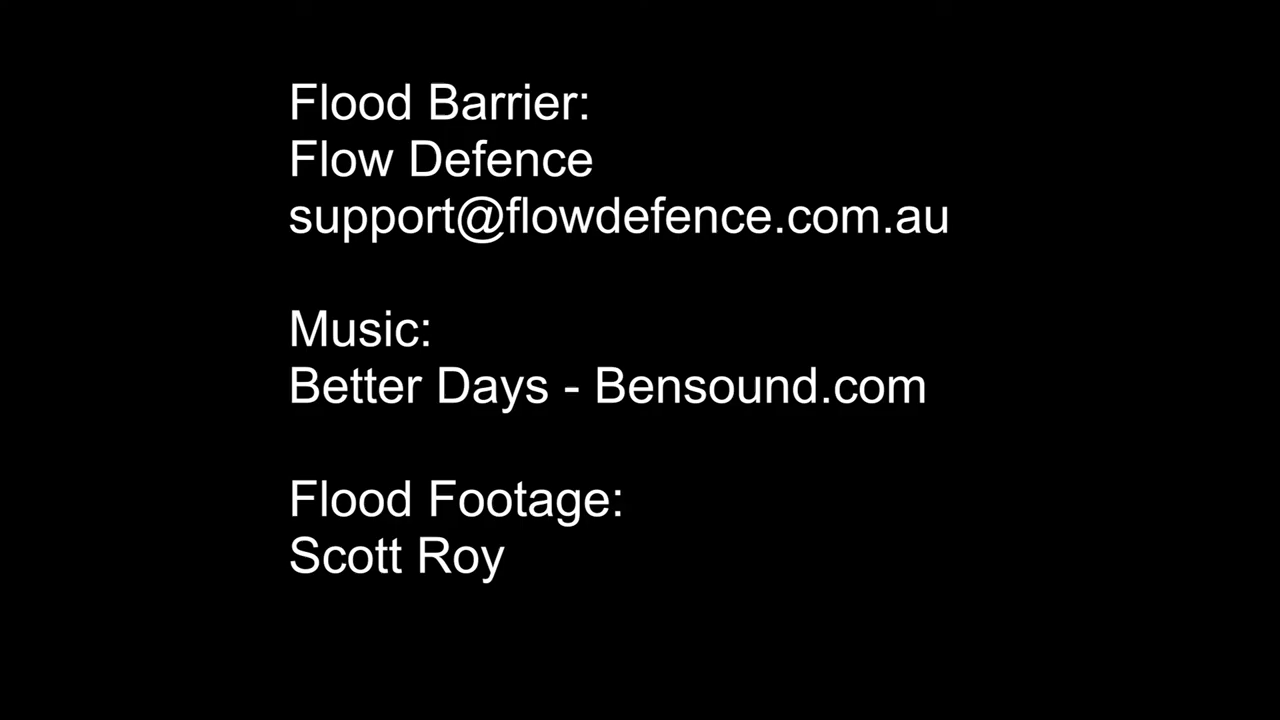 Flood Barrier:
Flow Defence
support@flowdefence.com.au
Music:
Better Days - Bensound.com
Flood Footage:
Scott Roy